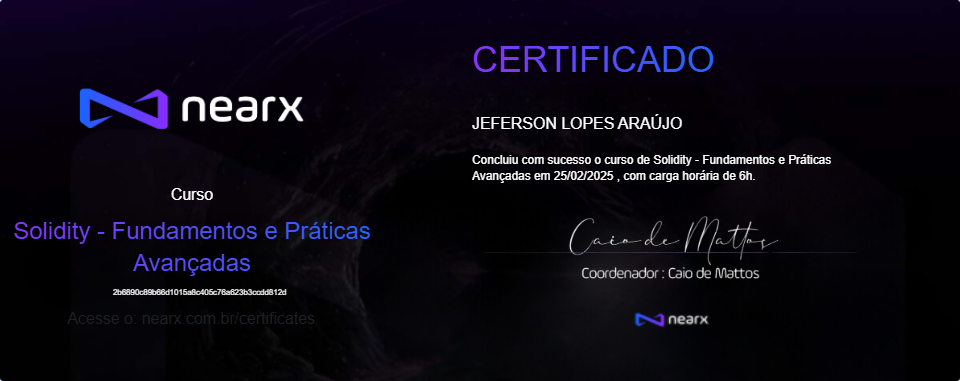 nearx
Curso
Solidity - Fundamentos e Práticas
Avançadas
2b6890c89b66d1015a8c405c76a623b3ccdd812d
Acesse o: nearx.com.br/certificates
CERTIFICADO
JEFERSON LOPES ARAÚJO
Concluiu com sucesso o curso de Solidity - Fundamentos e Práticas
Avançadas em 25/02/2025 , com carga horária de 6h.
Caio de Mattos
Coordenador : Caio de Mattos
nearx